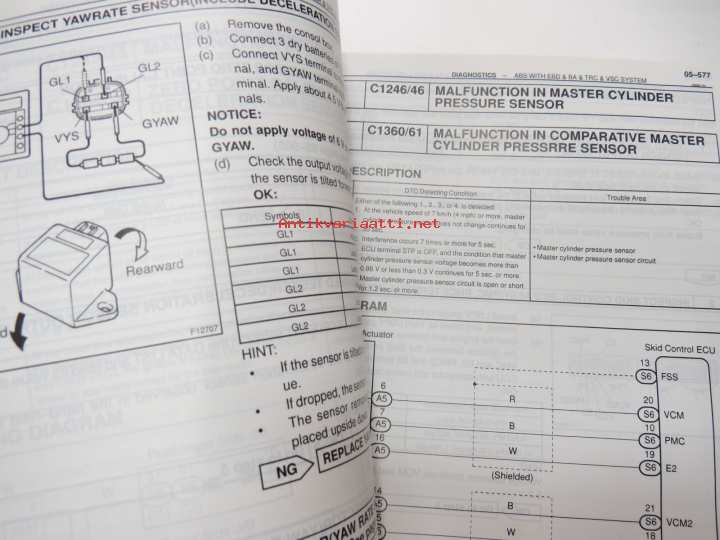 INSPECT YAWRATE SENSOR(INCLUDE DECELERATION
GL1
GL2
VYS
GYAW
Rearward
F12707
(a) Remove the consol
(b) Connect 3 dry batteries
(c) Connect VYS terminal
nal, and GYAW terminal
minal. Apply about 4.5
nals.
NOTICE:
Do not apply voltage of 6
GYAW.
(d) Check the output voltage
the sensor is tilted
OK:
Symbols
GL1
GL1
GL1
GL2
GL2
GL2
HINT:
• If the sensor is tilted
ue.
• If dropped, the sensor
• The sensor
placed upside
NG
REPLACE
(YAW RATE
Antikvariaatti.net
DIAGNOSTICS – ABS WITH EBD & BA & TRC & VSC SYSTEM
05–577
C1246/46 MALFUNCTION IN MASTER CYLINDER
PRESSURE SENSOR
C1360/61 MALFUNCTION IN COMPARATIVE MASTER
CYLINDER PRESSRRE SENSOR
DESCRIPTION
DTC Detecting Condition
Trouble Area
Either of the following 1., 2., 3., or 4. is detected:
1. At the vehicle speed of 7 km/h (4 mph) or more, master
does not change continues for
Interference occurs 7 times or more for 5 sec.
ECU terminal STP is OFF, and the condition that master
cylinder pressure sensor voltage becomes more than
0.86 V or less than 0.3 V continues for 5 sec. or more.
Master cylinder pressure sensor circuit is open or short
for 1.2 sec. or more.
• Master cylinder pressure sensor
• Master cylinder pressure sensor circuit
RAM
Actuator
Skid Control ECU
13
S6 FSS
6
A5
R
20
S6 VCM
7
A5
B
10
S6 PMC
16
A5
W
19
S6 E2
(Shielded)
14
A5
B
21
S6 VCM2
W
18